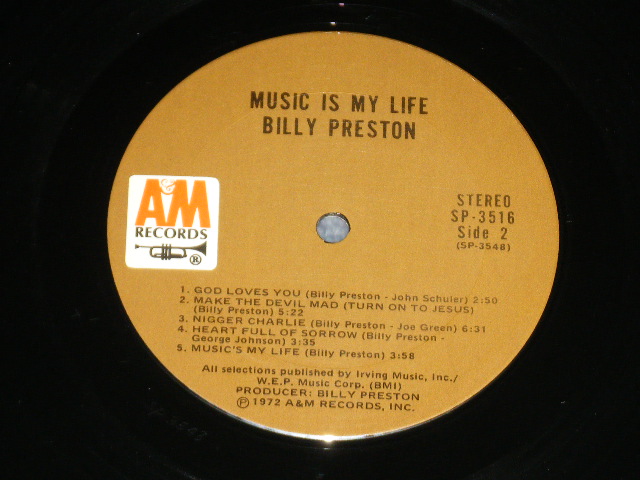 MUSIC IS MY LIFE
BILLY PRESTON
A&M
RECORDS
®
STEREO
SP-3516
Side 2
(SP-3548)
1. GOD LOVES YOU (Billy Preston - John Schuler) 2:50
2. MAKE THE DEVIL MAD (TURN ON TO JESUS)
(Billy Preston) 5:22
3. NIGGER CHARLIE (Billy Preston - Joe Green) 6:31
4. HEART FULL OF SORROW (Billy Preston -
George Johnson) 3:35
5. MUSIC'S MY LIFE (Billy Preston) 3:58
All selections published by Irving Music, Inc./
W.E.P. Music Corp. (BMI)
PRODUCER: BILLY PRESTON
℗ 1972 A&M RECORDS, INC.